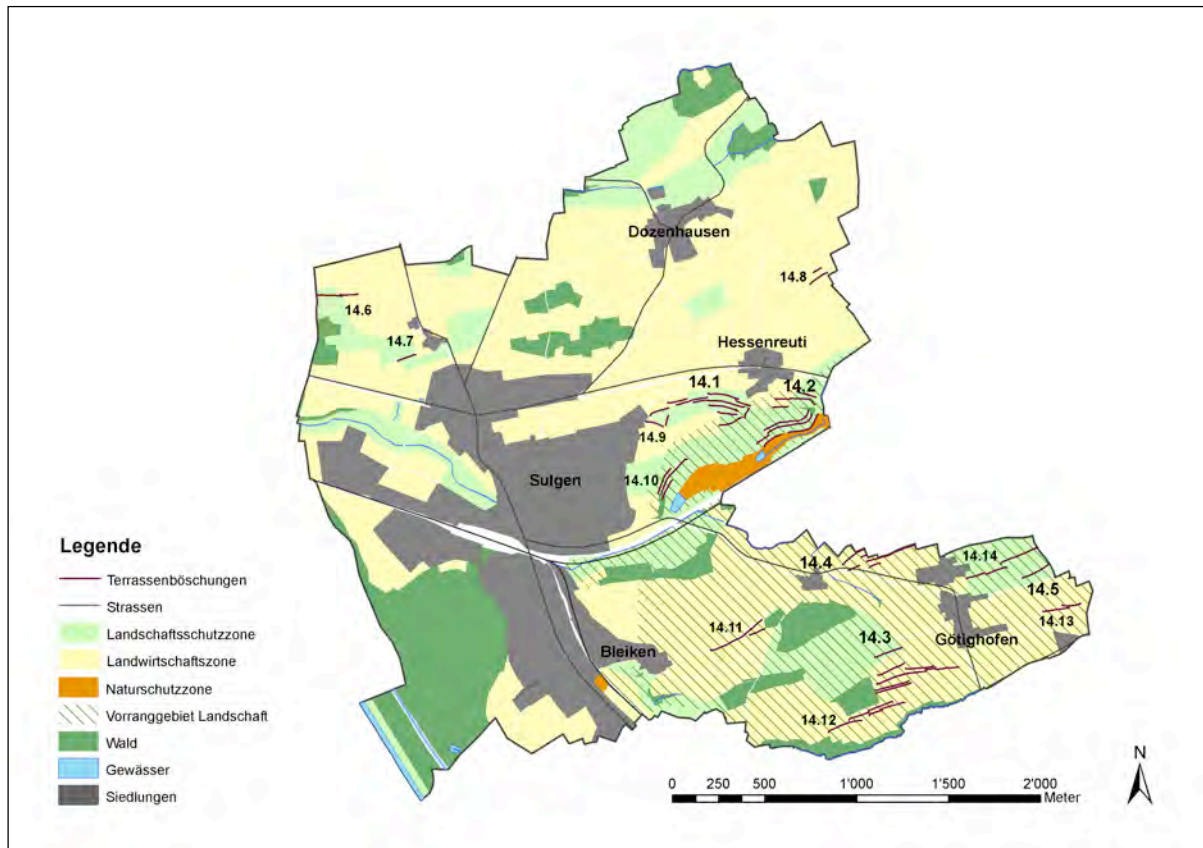 Dozenhausen
14.8
14.6
Hessenreuti
14.7
14.1
14.2
14.9
14.10
Sulgen
14.4
14.14
14.5
14.13
14.11
14.3
Götighofen
Bleiken
14.12
Legende
Terrassenböschungen
Strassen
Landschaftsschutzzone
Landwirtschaftszone
Naturschutzzone
Vorranggebiet Landschaft
Wald
Gewässer
Siedlungen
0 250 500 1'000 1'500 2'000
Meter
N